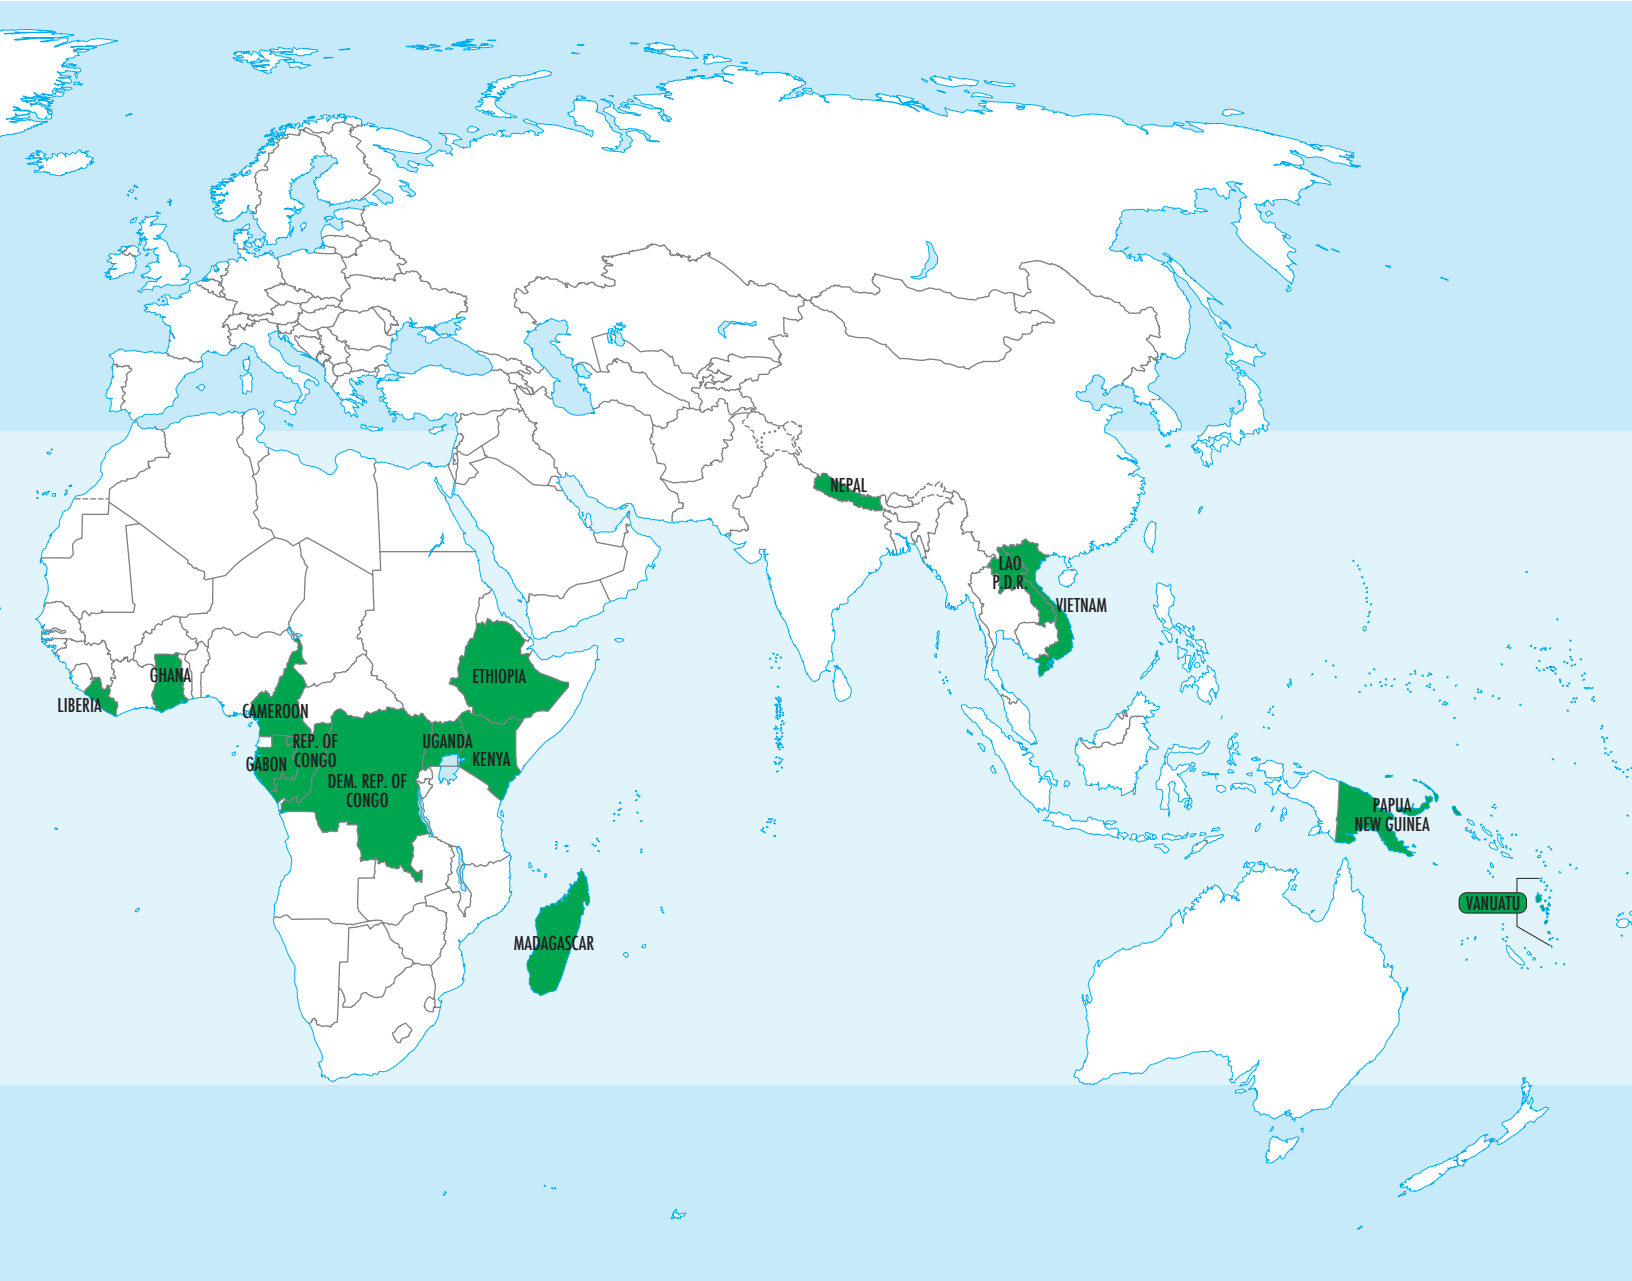 NEPAL
LAO
P.D.R.
VIETNAM
ETHIOPIA
GHANA
LIBERIA
CAMEROON
REP. OF
CONGO
UGANDA
KENYA
GABON
DEM. REP. OF
CONGO
PAPUA
NEW GUINEA
VANUATU
MADAGASCAR